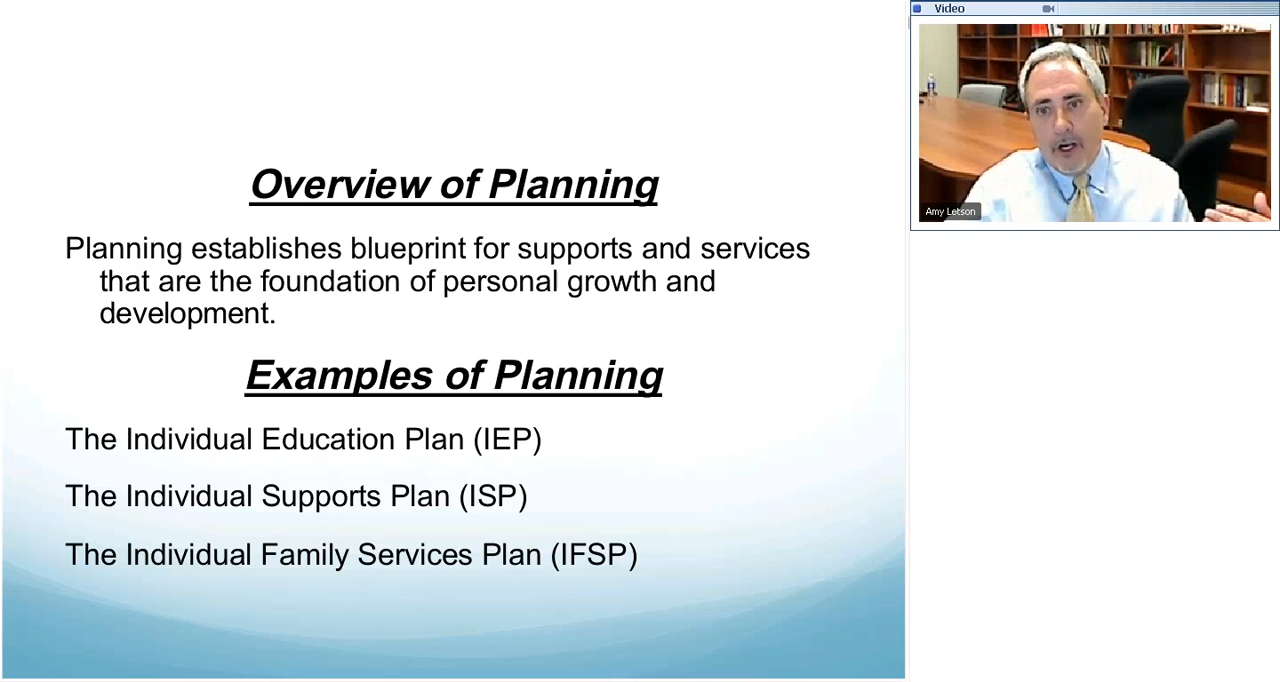 Overview of Planning
Planning establishes blueprint for supports and services
that are the foundation of personal growth and
development.
Examples of Planning
The Individual Education Plan (IEP)
The Individual Supports Plan (ISP)
The Individual Family Services Plan (IFSP)
Video
Amy Letson